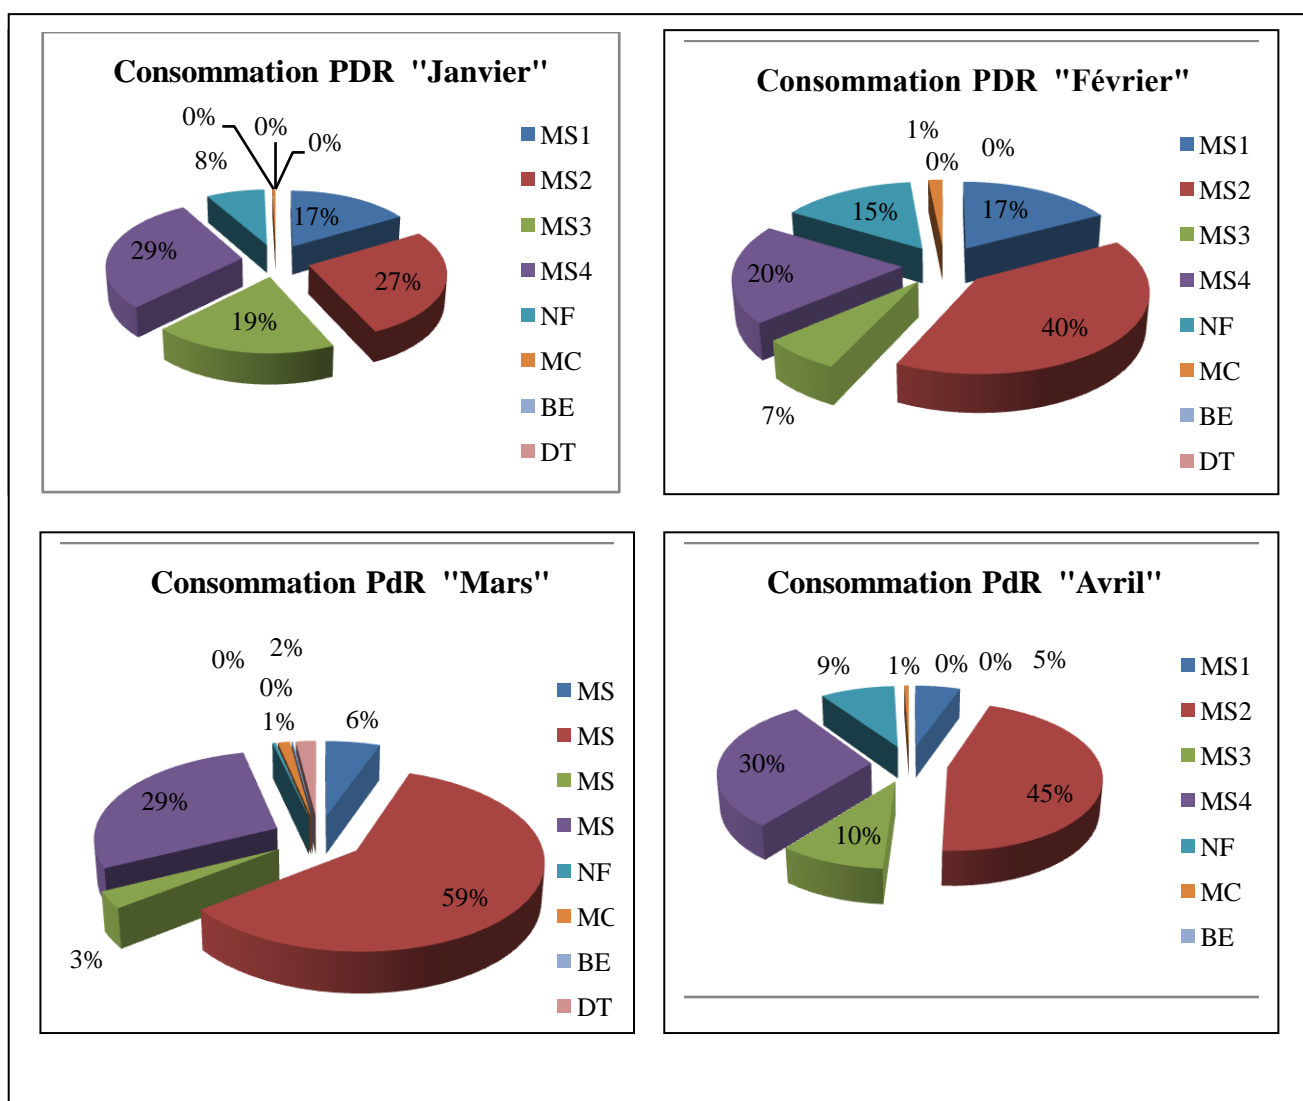 Consommation PDR "Janvier"
0%
0%
0%
8%
17%
29%
27%
19%
MS1
MS2
MS3
MS4
NF
MC
BE
DT
Consommation PDR "Février"
1%
0%
0%
15%
17%
20%
40%
7%
MS1
MS2
MS3
MS4
NF
MC
BE
DT
Consommation PdR "Mars"
0%
2%
0%
1%
6%
29%
59%
3%
MS
MS
MS
MS
NF
MC
BE
DT
Consommation PdR "Avril"
9%
1%
0%
0%
5%
30%
45%
10%
MS1
MS2
MS3
MS4
NF
MC
BE